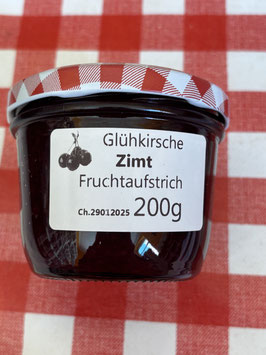 Glühkirsche
Zimt
Fruchtaufstrich
Ch.29012025 200g